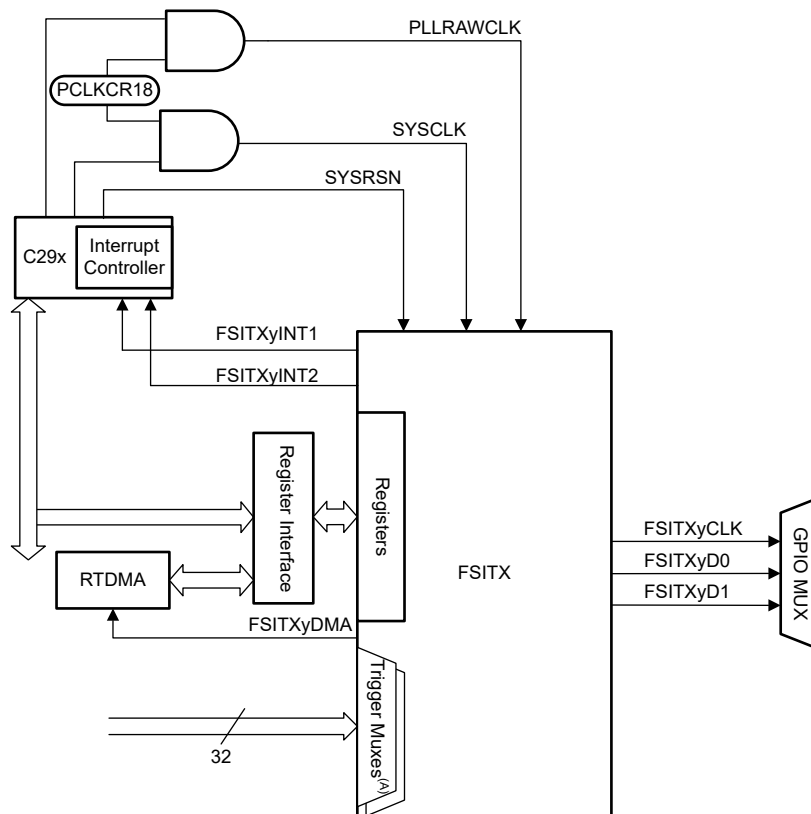 PLLRAWCLK
PCLKCR18
SYSCLK
SYSRSN
C29x
Interrupt
Controller
FSITXyINT1
FSITXyINT2
Register Interface
Registers
FSITX
FSITXyCLK
FSITXyD0
FSITXyD1
GPIO MUX
RTDMA
FSITXyDMA
Trigger Muxes(A)
32